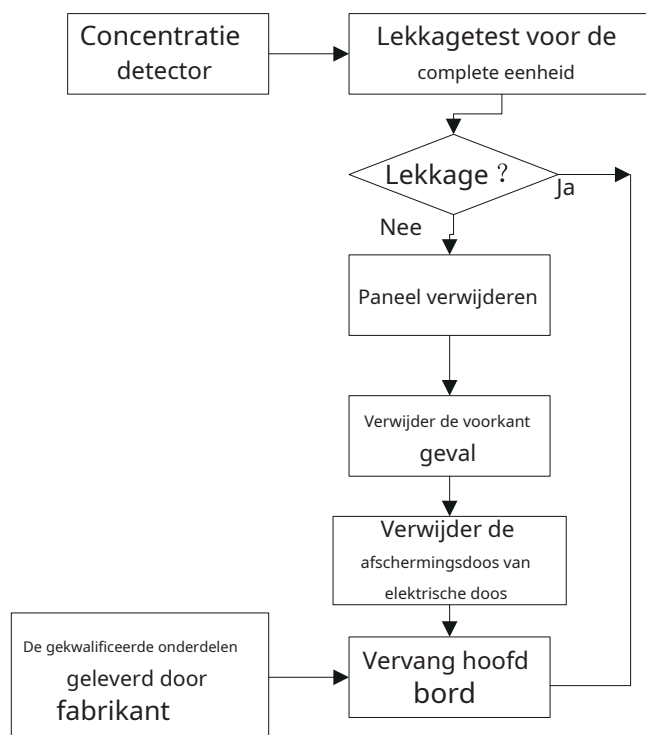 Concentratie
detector
Lekkagetest voor de
complete eenheid
Lekkage ?
Ja
Nee
Paneel verwijderen
Verwijder de voorkant
geval
Verwijder de
afschermingsdoos van
elektrische doos
De gekwalificeerde onderdelen
geleverd door
fabrikant
Vervang hoofd
bord